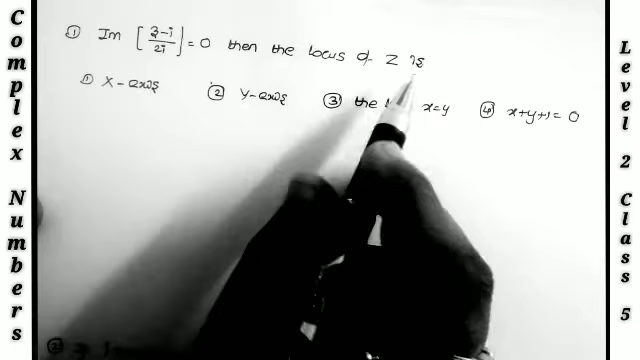 Complex Numbers
① Im [z-i/2i] = 0 then the locus of Z is
① X-axis ② Y-axis ③ the x=y ④ x+y+1=0
Level 2 Class 5